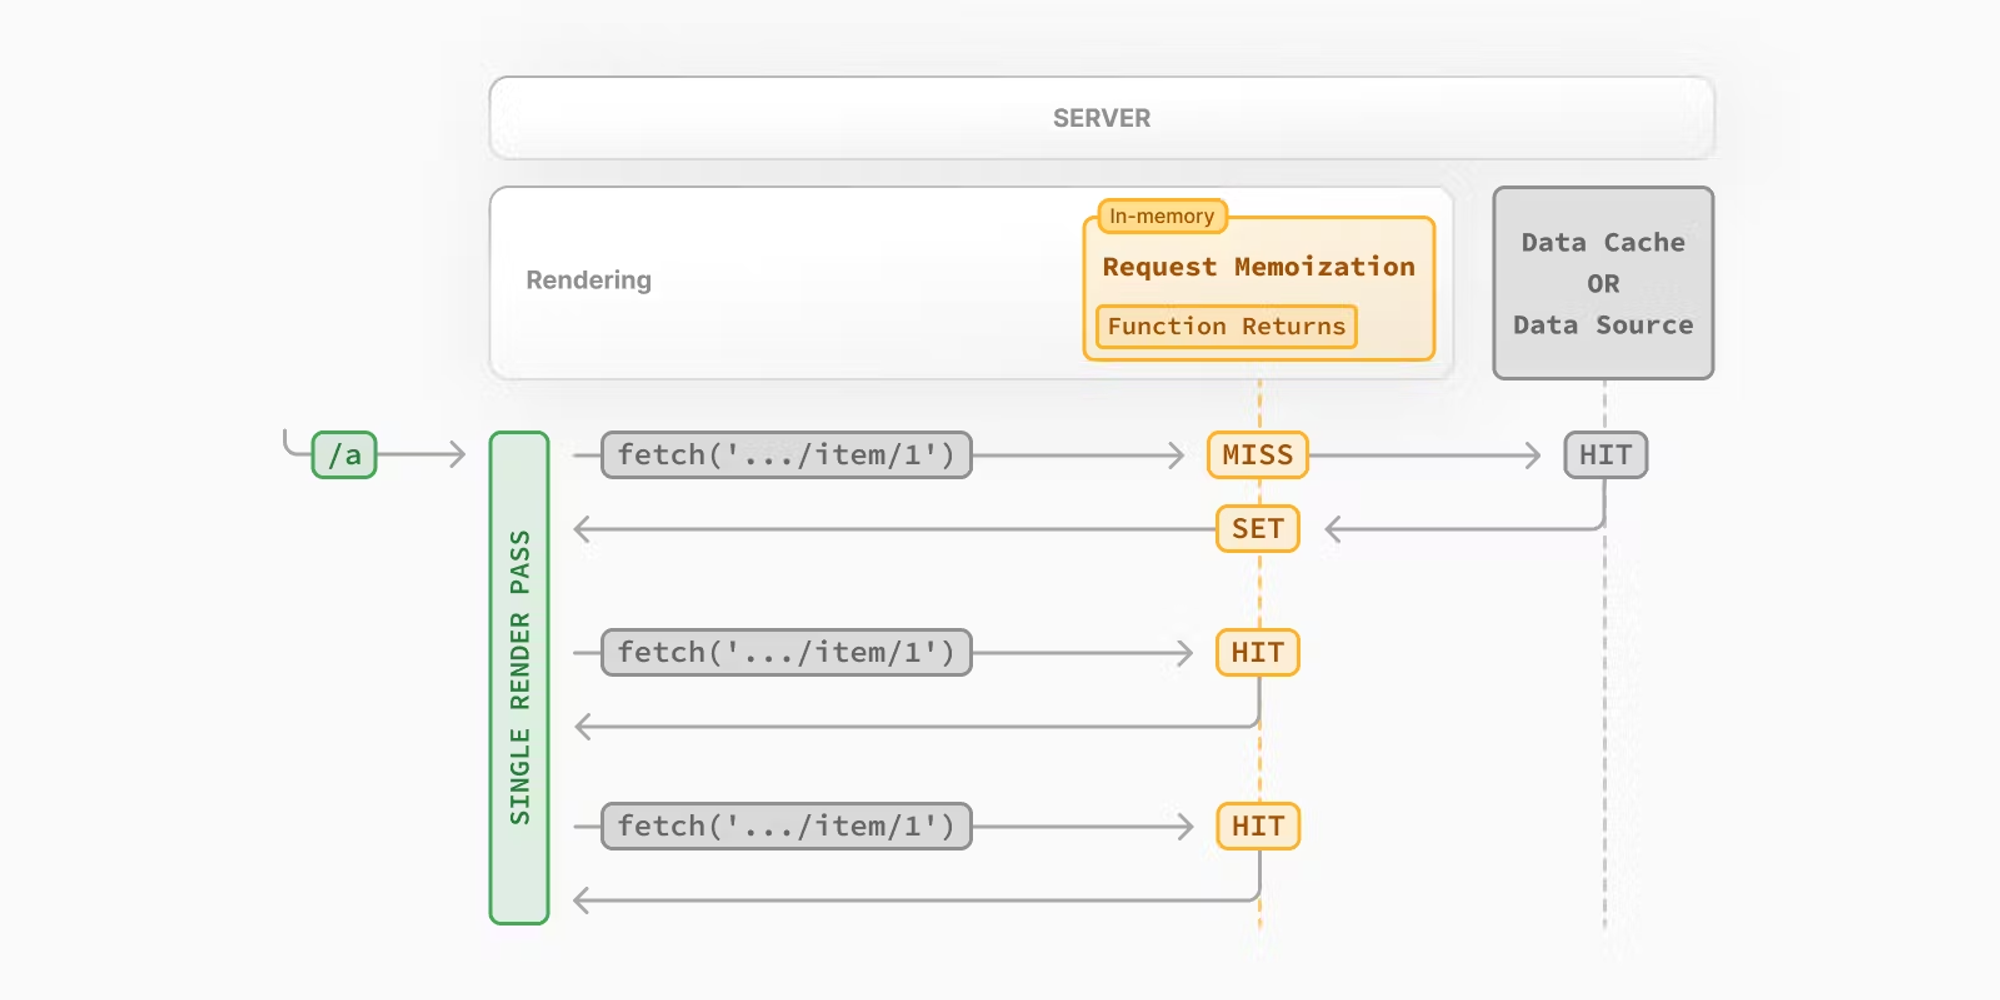 SERVER
Rendering
In-memory
Request Memoization
Function Returns
Data Cache
OR
Data Source
/a
SINGLE RENDER PASS
fetch('.../item/1')
MISS
HIT
SET
fetch('.../item/1')
HIT
fetch('.../item/1')
HIT